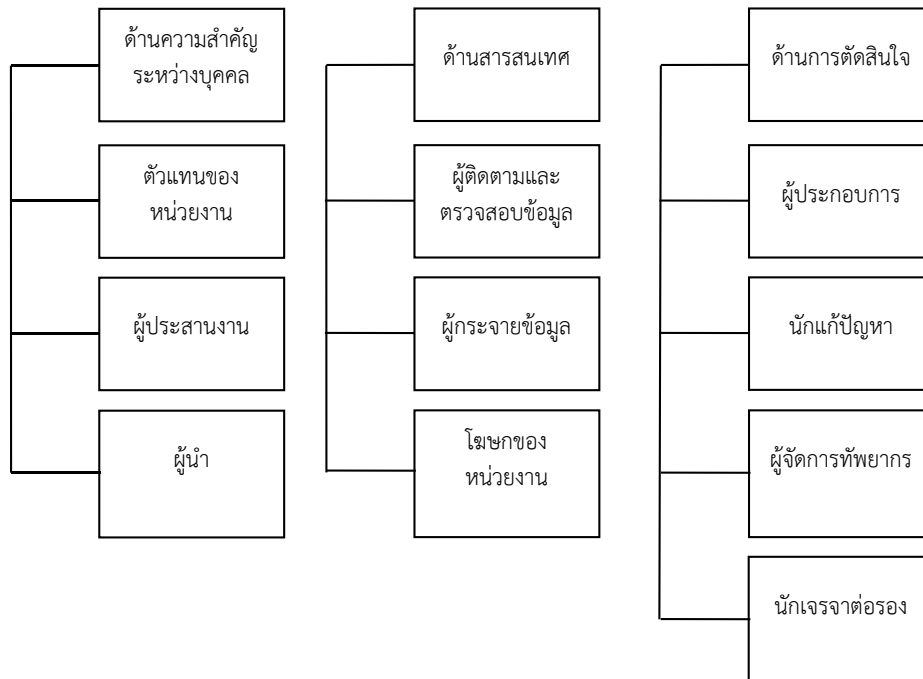 ด้านความสำคัญ
ระหว่างบุคคล
ตัวแทนของ
หน่วยงาน
ผู้ประสานงาน
ผู้นำ
ด้านสารสนเทศ
ผู้ติดตามและ
ตรวจสอบข้อมูล
ผู้กระจายข้อมูล
โฆษกของ
หน่วยงาน
ด้านการตัดสินใจ
ผู้ประกอบการ
นักแก้ปัญหา
ผู้จัดการทัพยากร
นักเจรจาต่อรอง